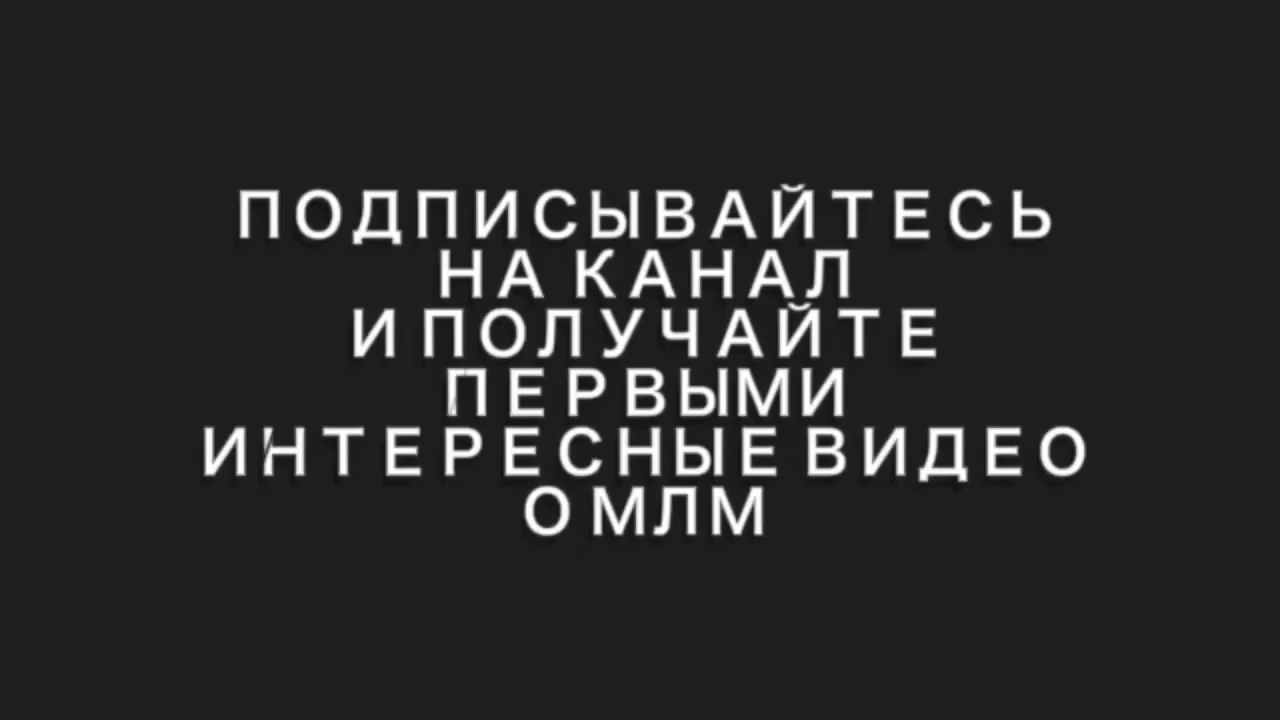 ПОДПИСЫВАЙТЕСЬ
НА КАНАЛ
И ПОЛУЧАЙТЕ
ПЕРВЫМИ
ИНТЕРЕСНЫЕ ВИДЕО
О МЛМ